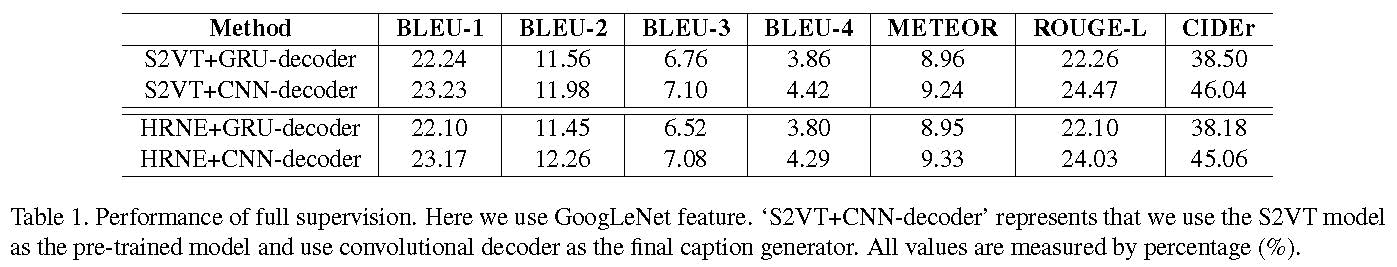 Method BLEU-1 BLEU-2 BLEU-3 BLEU-4 METEOR ROUGE-L CIDEr
S2VT+GRU-decoder 22.24 11.56 6.76 3.86 8.96 22.26 38.50
S2VT+CNN-decoder 23.23 11.98 7.10 4.42 9.24 24.47 46.04
HRNE+GRU-decoder 22.10 11.45 6.52 3.80 8.95 22.10 38.18
HRNE+CNN-decoder 23.17 12.26 7.08 4.29 9.33 24.03 45.06
Table 1. Performance of full supervision. Here we use GoogLeNet feature. ‘S2VT+CNN-decoder’ represents that we use the S2VT model
as the pre-trained model and use convolutional decoder as the final caption generator. All values are measured by percentage (%).